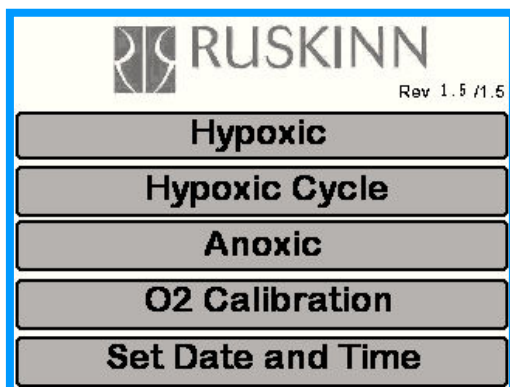 RUSKINN
Rev 1.5 /1.5
Hypoxic
Hypoxic Cycle
Anoxic
O2 Calibration
Set Date and Time